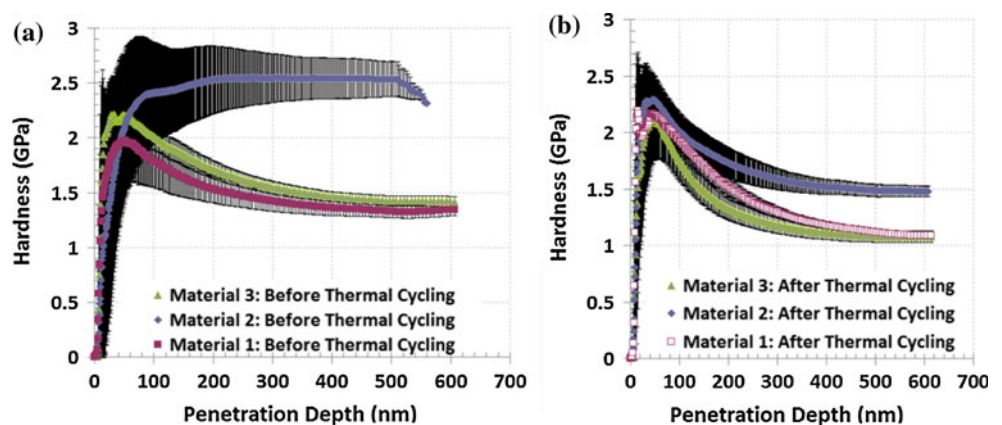 (a)
3
2.5
2
1.5
1
0.5
0
Hardness (GPa)
Material 3: Before Thermal Cycling
Material 2: Before Thermal Cycling
Material 1: Before Thermal Cycling
0 100 200 300 400 500 600 700
Penetration Depth (nm)
(b)
3
2.5
2
1.5
1
0.5
0
Hardness (GPa)
Material 3: After Thermal Cycling
Material 2: After Thermal Cycling
Material 1: After Thermal Cycling
0 100 200 300 400 500 600 700
Penetration Depth (nm)